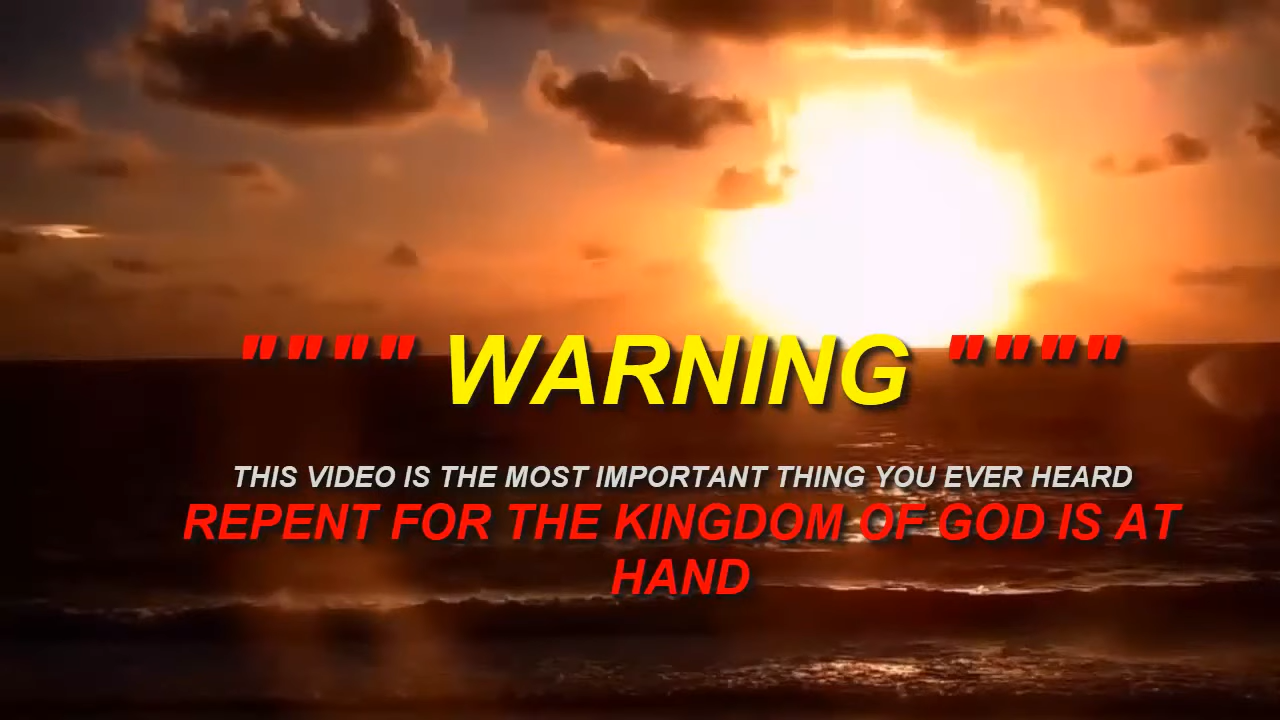 """" WARNING """"
THIS VIDEO IS THE MOST IMPORTANT THING YOU EVER HEARD
REPENT FOR THE KINGDOM OF GOD IS AT
HAND